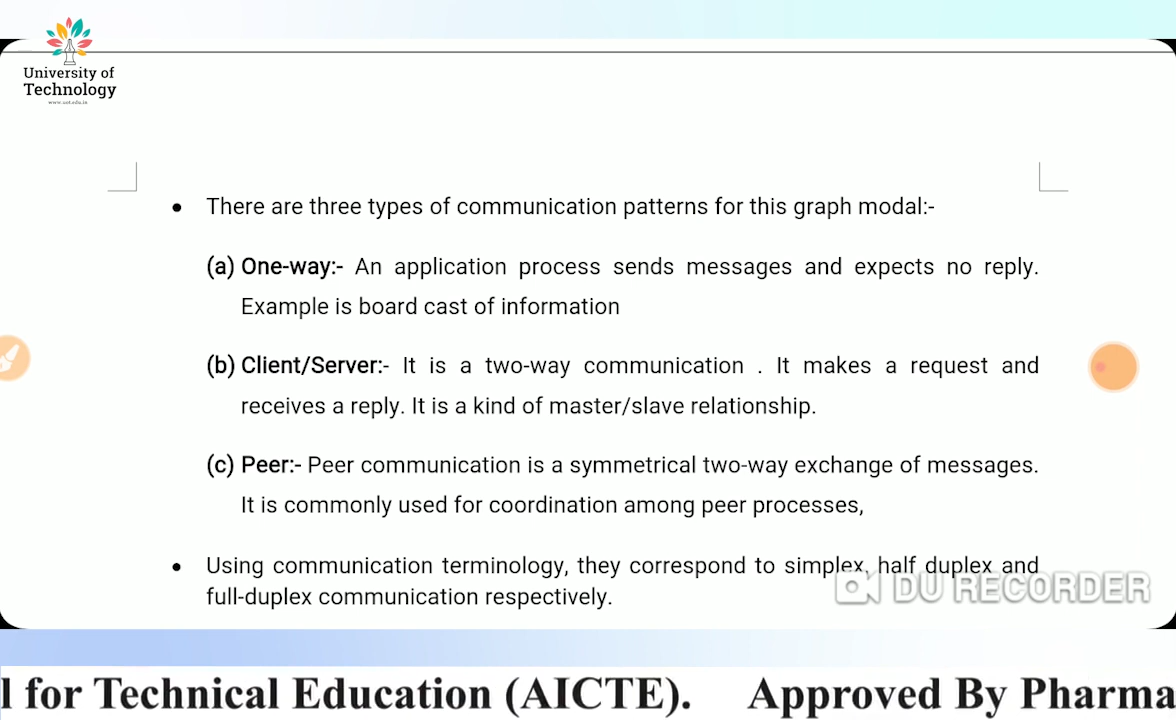 University of
Technology
www.uot.edu.in
• There are three types of communication patterns for this graph modal:-
(a) One-way:- An application process sends messages and expects no reply.
Example is board cast of information
(b) Client/Server:- It is a two-way communication . It makes a request and
receives a reply. It is a kind of master/slave relationship.
(c) Peer:- Peer communication is a symmetrical two-way exchange of messages.
It is commonly used for coordination among peer processes,
• Using communication terminology, they correspond to simplex, half duplex and
full-duplex communication respectively.
DU RECORDER
l for Technical Education (AICTE). Approved By Pharma